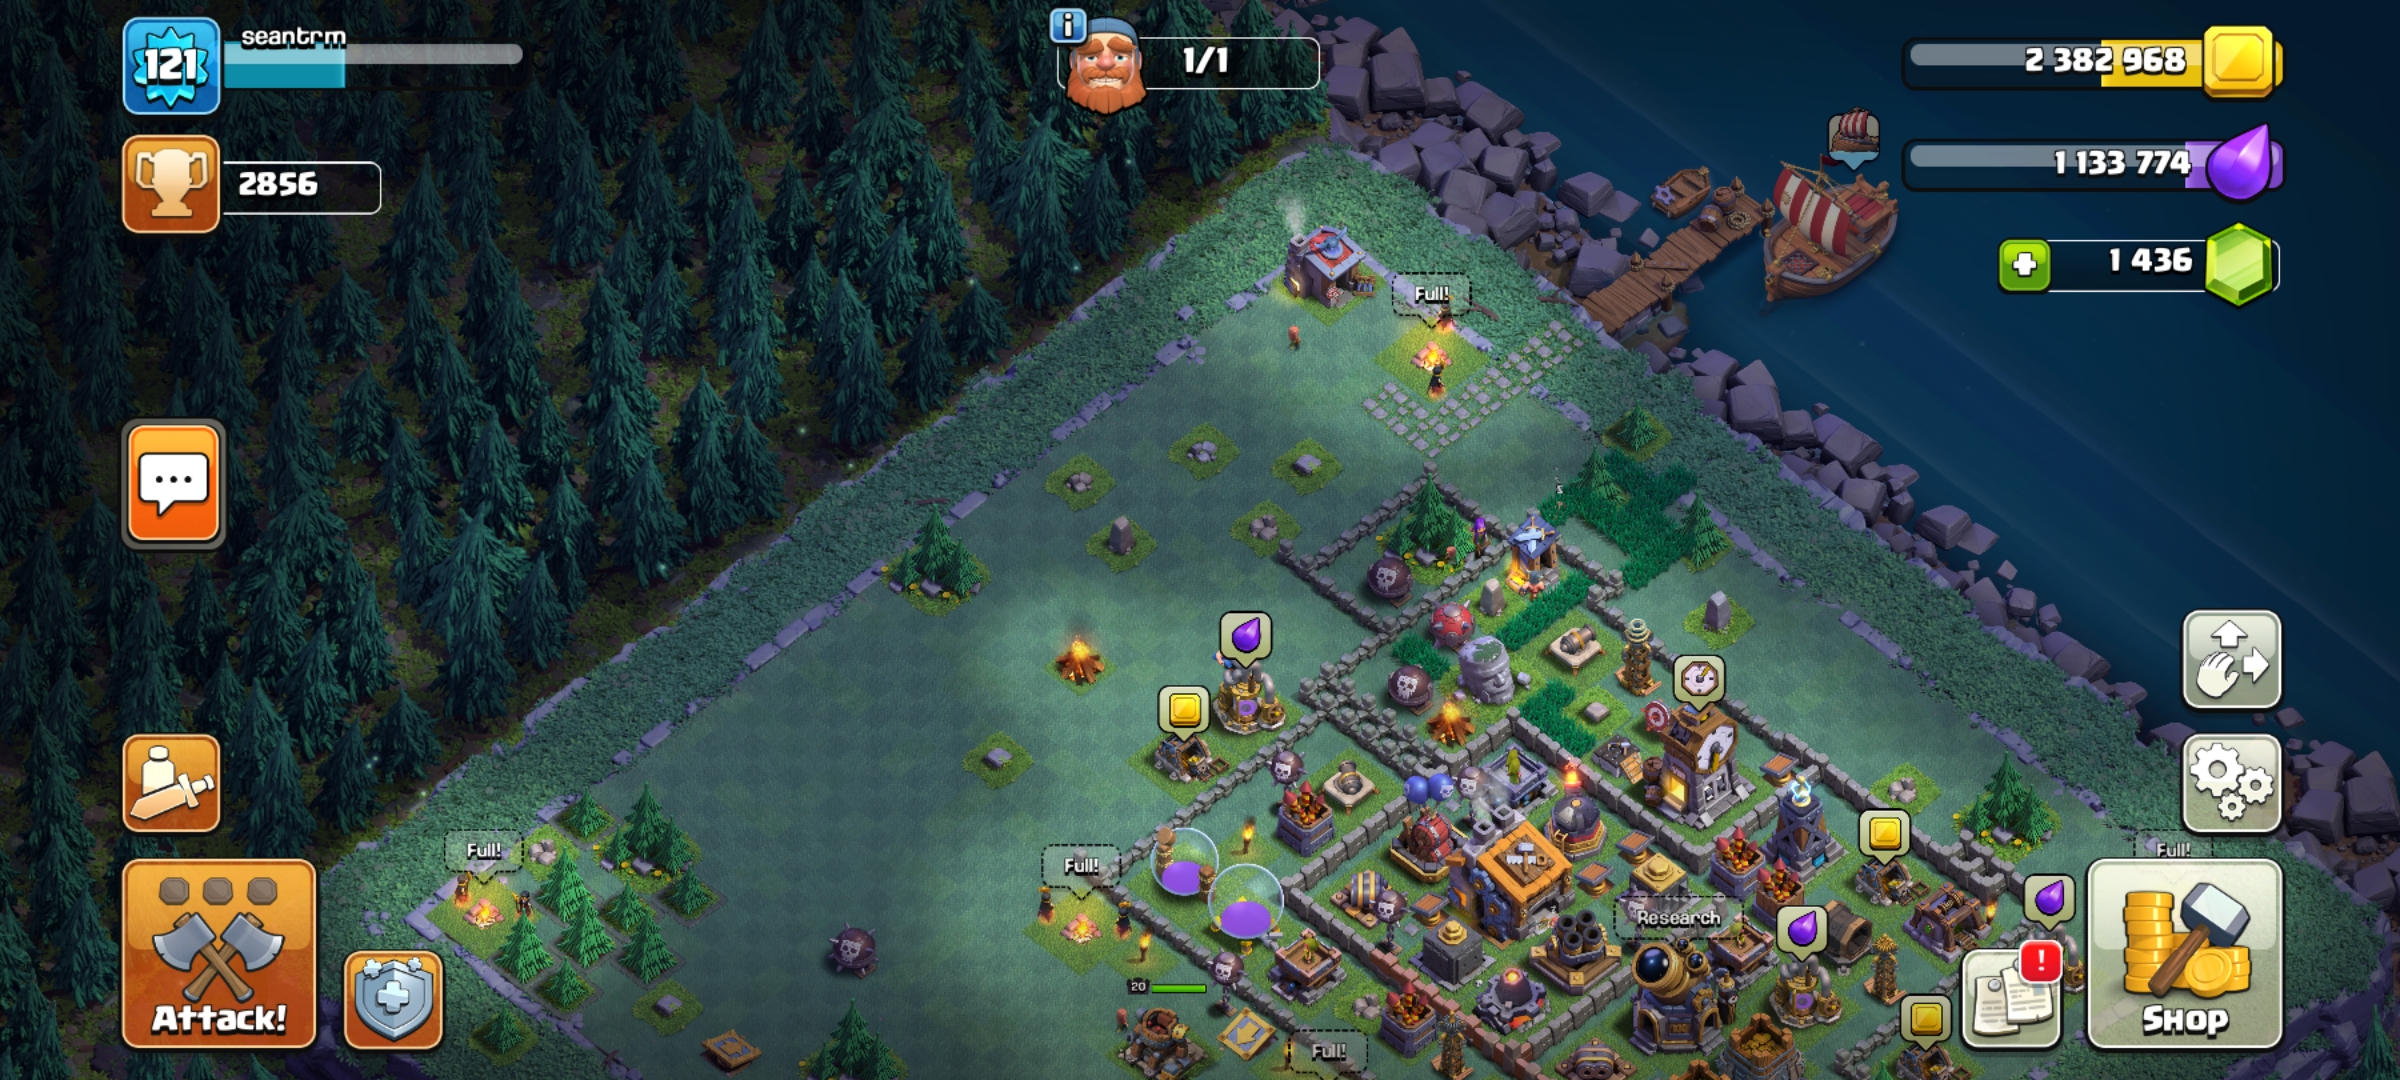 121
seantrm
1/1
2 382 968
1 133 774
2856
1 436
Full!
Full!
Full!
Full!
Research
20
Attack!
Full!
!
Shop